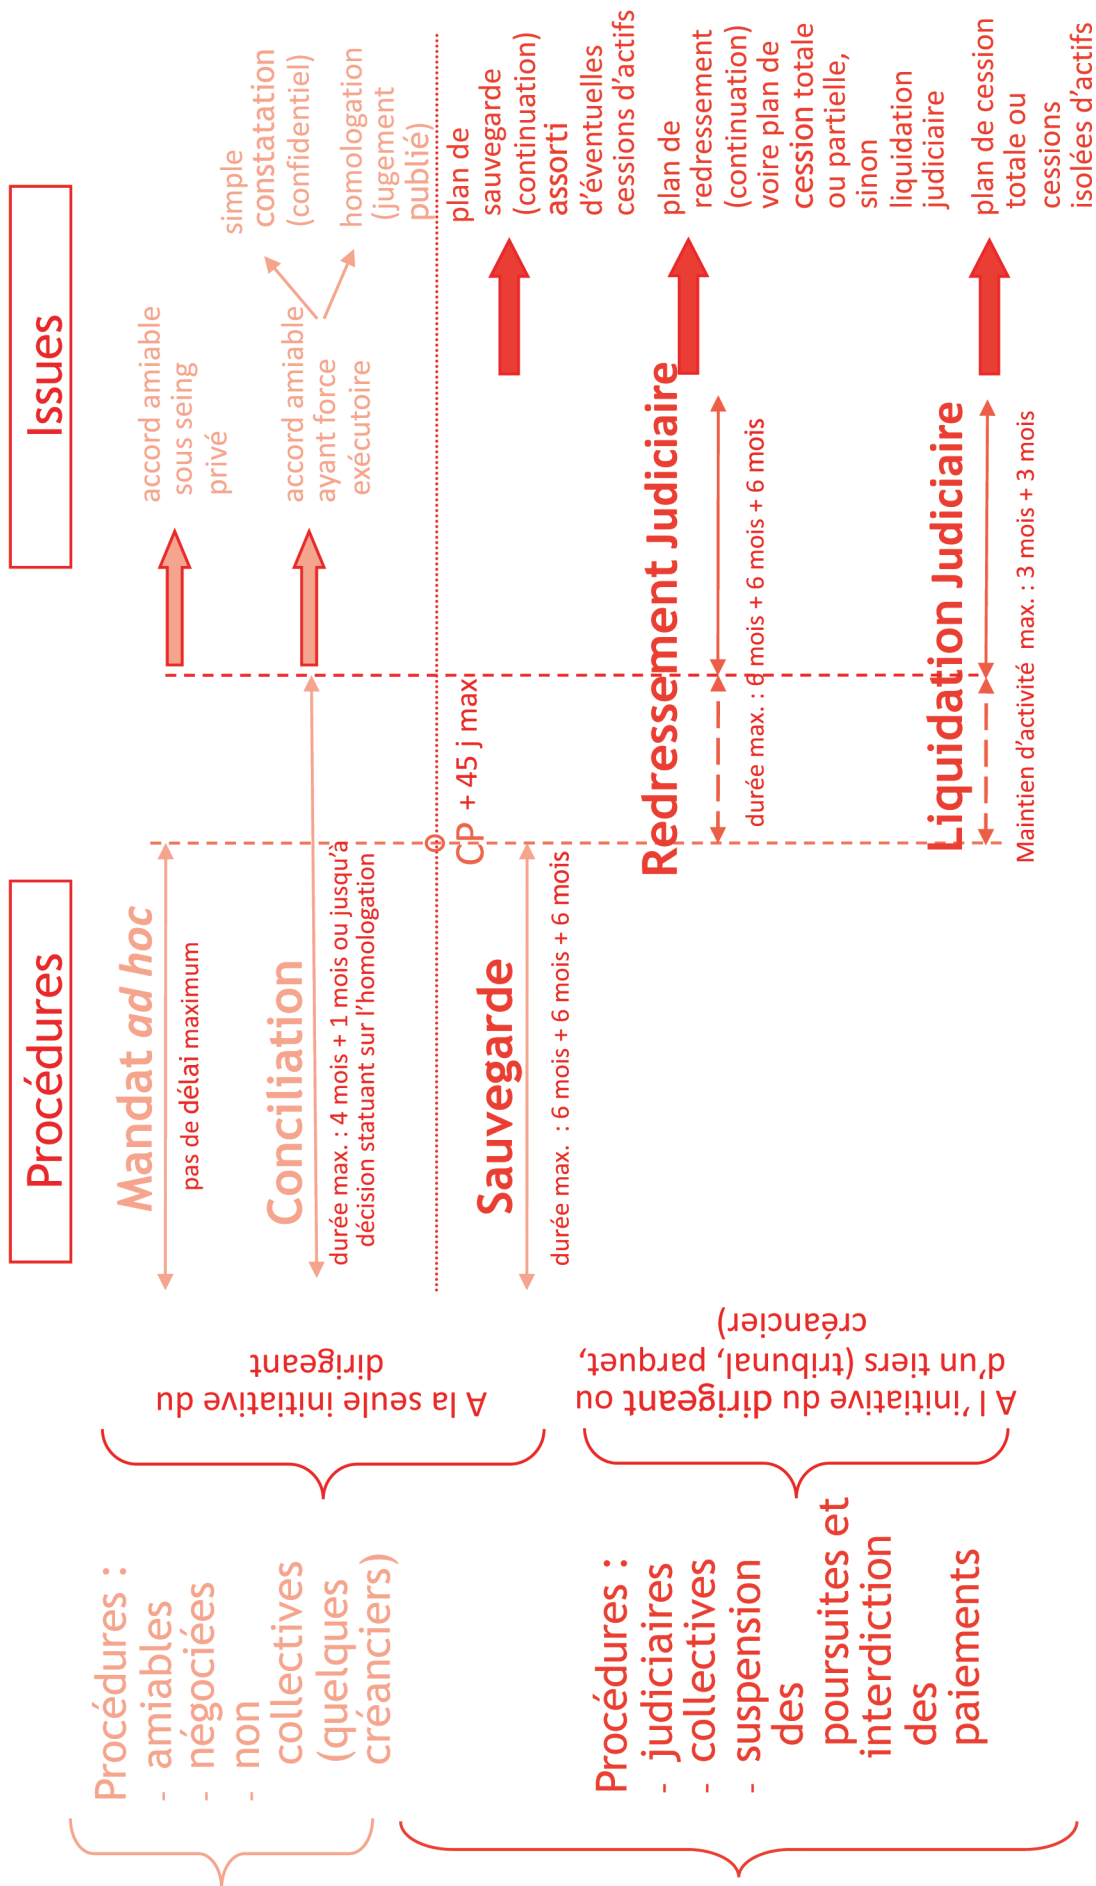 Procédures
Issues
Procédures :
- amiables
- négociées
- non
collectives
(quelques
créanciers)
A la seule initiative du
dirigeant
Mandat ad hoc
pas de délai maximum
accord amiable
sous seing
privé
Conciliation
durée max. : 4 mois + 1 mois ou jusqu'à
décision statuant sur l'homologation
accord amiable
ayant force
exécutoire
simple
constatation
(confidentiel)
homologation
(jugement
publié)
CP + 45 j max
Procédures :
- judiciaires
- collectives
- suspension
des
poursuites et
interdiction
des
paiements
Sauvegarde
durée max. : 6 mois + 6 mois + 6 mois
plan de
sauvegarde
(continuation)
assorti
d'éventuelles
cessions d'actifs
A l'initiative du dirigeant ou
d'un tiers (tribunal, parquet,
créancier)
Redressement Judiciaire
durée max. : 6 mois + 6 mois + 6 mois
plan de
redressement
(continuation)
voire plan de
cession totale
ou partielle,
sinon
liquidation
judiciaire
Liquidation Judiciaire
Maintien d'activité max. : 3 mois + 3 mois
plan de cession
totale ou
cessions
isolées d'actifs